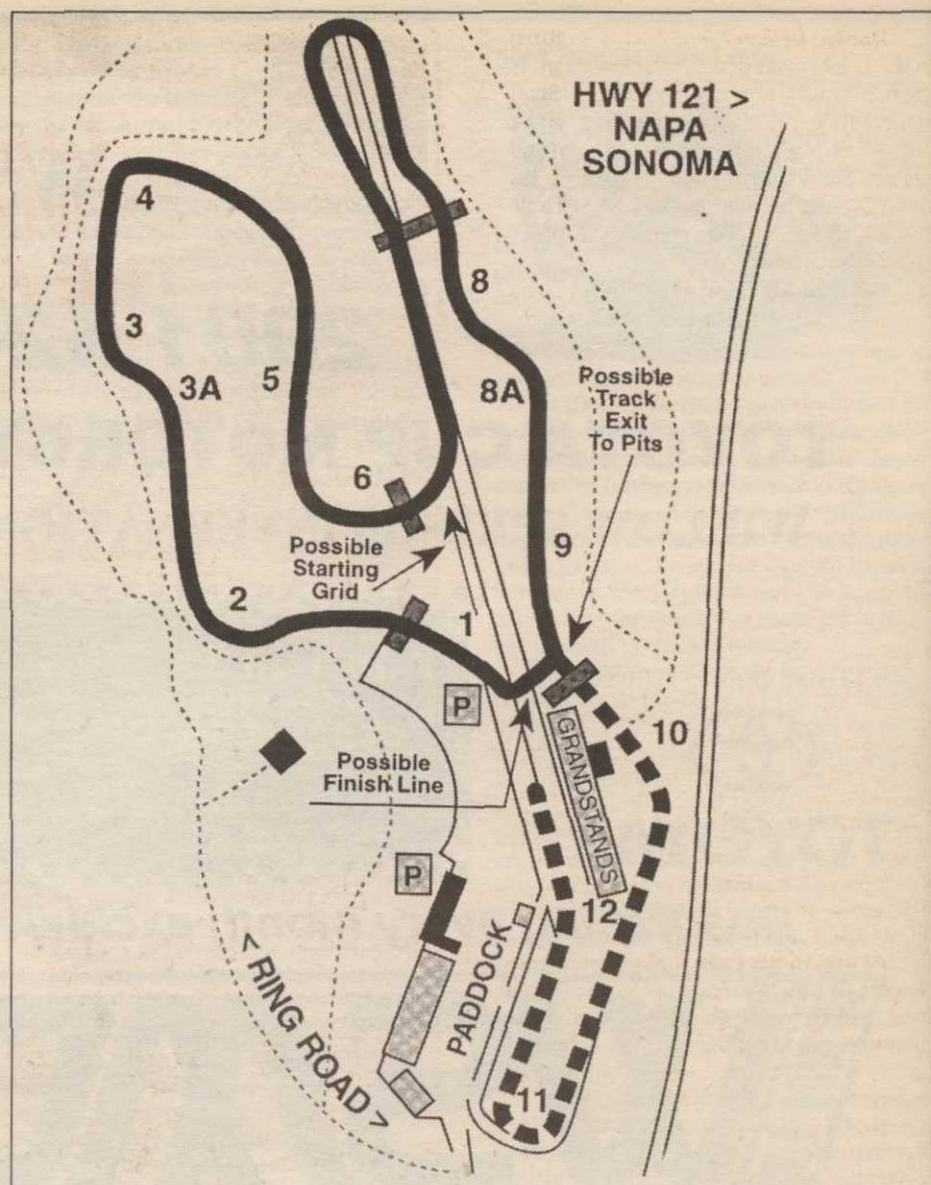 HWY 121 >
NAPA
SONOMA
4
8
3
3A
5
8A
Possible
Track
Exit
To Pits
6
Possible
Starting
Grid
9
2
1
P
10
Possible
Finish Line
GRANDSTANDS
P
12
PADDOCK
< RING ROAD >
11